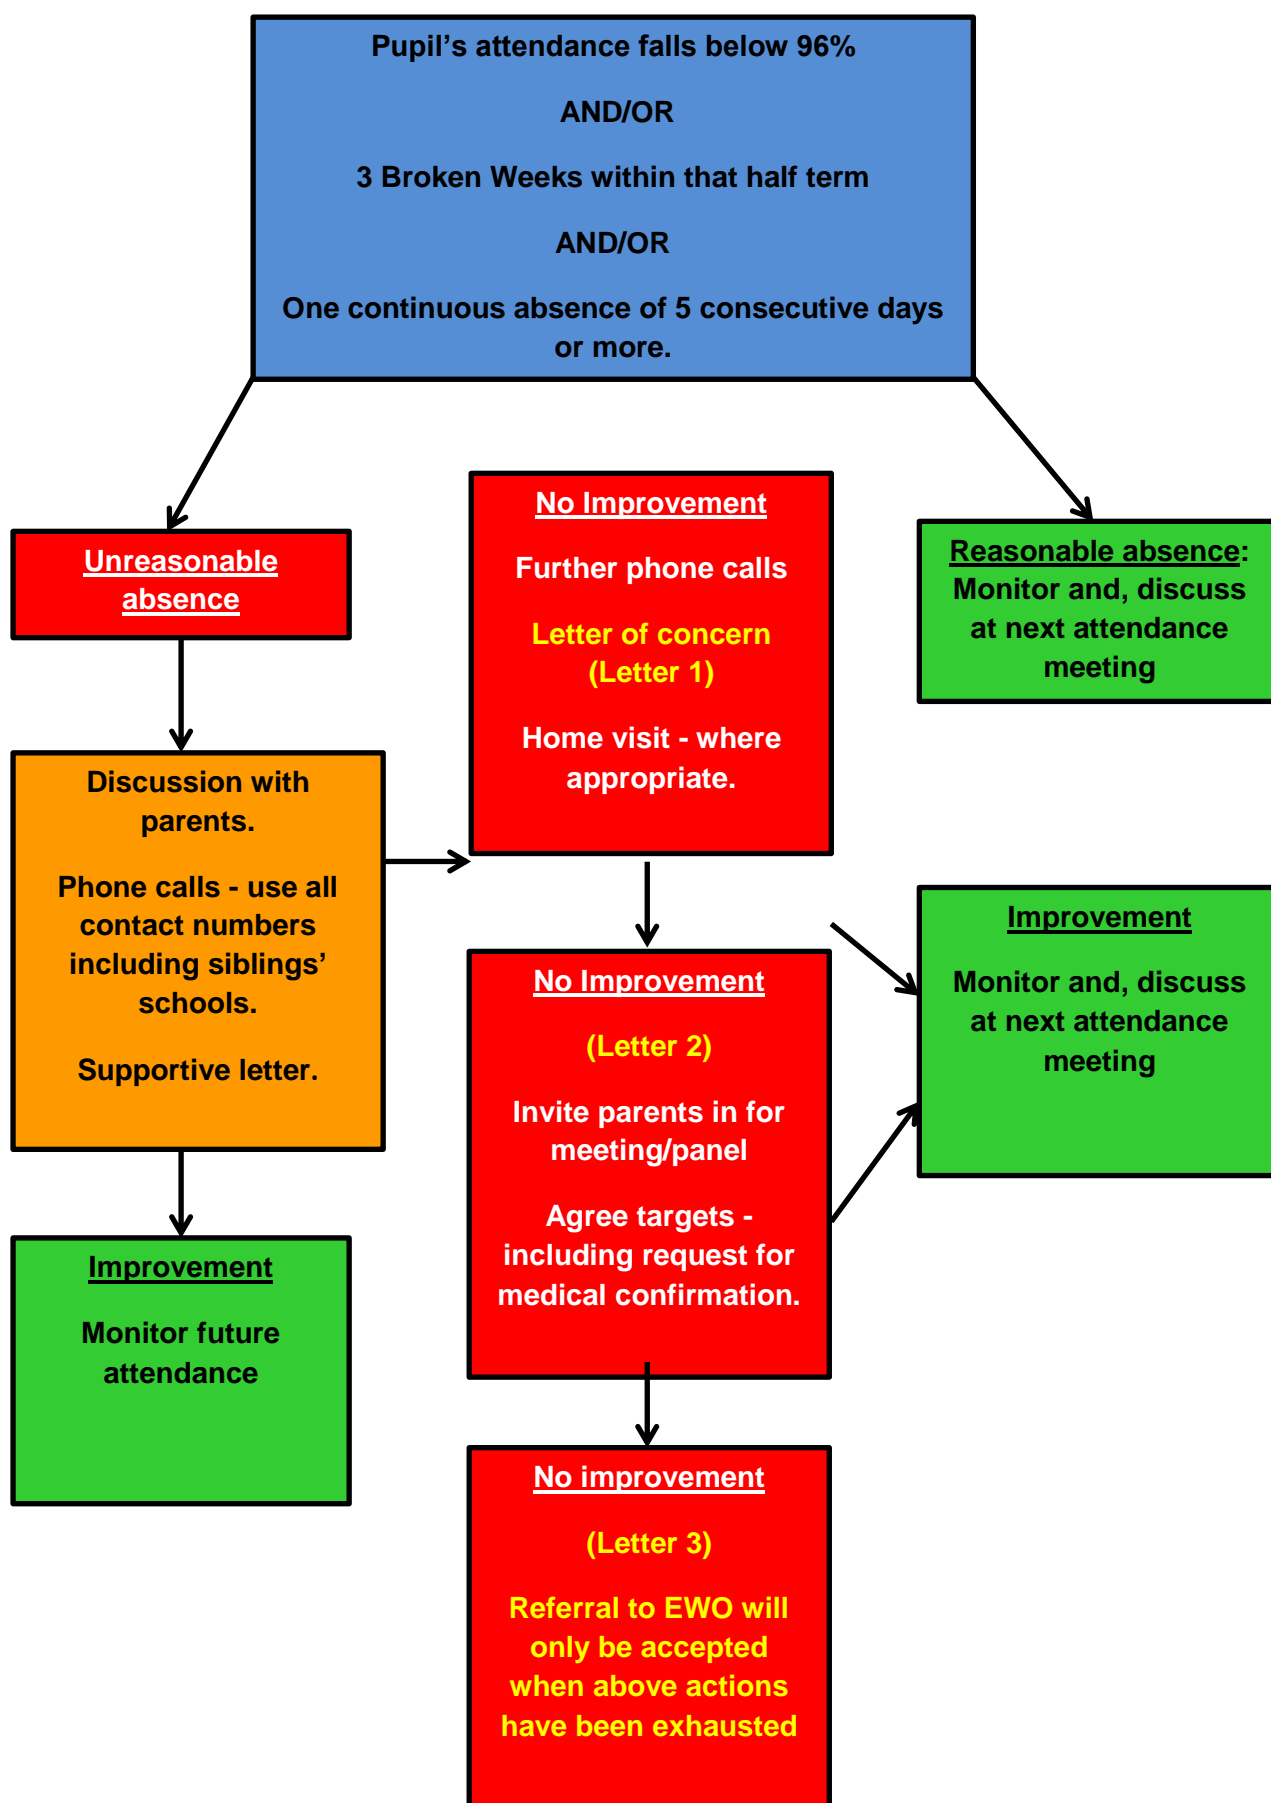 Pupil’s attendance falls below 96%
AND/OR
3 Broken Weeks within that half term
AND/OR
One continuous absence of 5 consecutive days
or more.
Unreasonable
absence
Discussion with
parents.
Phone calls - use all
contact numbers
including siblings’
schools.
Supportive letter.
Improvement
Monitor future
attendance
No Improvement
Further phone calls
Letter of concern
(Letter 1)
Home visit - where
appropriate.
No Improvement
(Letter 2)
Invite parents in for
meeting/panel
Agree targets -
including request for
medical confirmation.
No improvement
(Letter 3)
Referral to EWO will
only be accepted
when above actions
have been exhausted
Reasonable absence:
Monitor and, discuss
at next attendance
meeting
Improvement
Monitor and, discuss
at next attendance
meeting